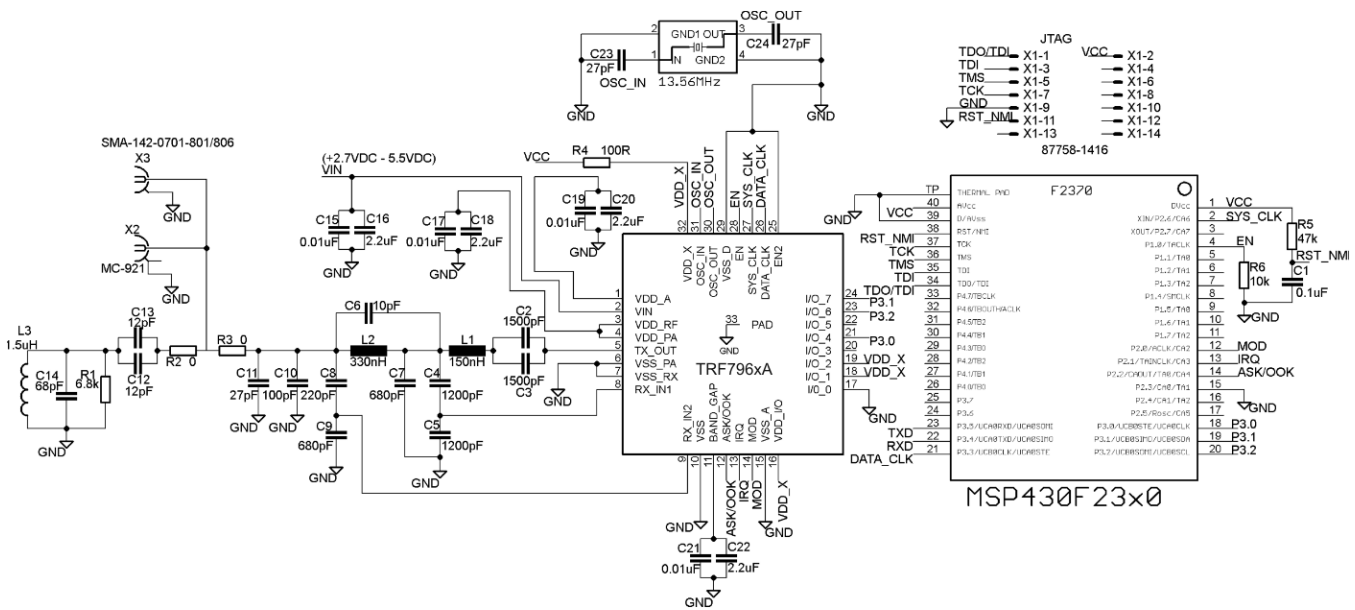 OSC_OUT
GND1 OUT
IN
GND2
2
3
1
4
C23
27pF
OSC_IN
C24
27pF
13.56MHz
GND
GND
JTAG
TDO/TDI X1-1
VCC X1-2
TDI X1-3
X1-4
TMS X1-5
X1-6
TCK X1-7
X1-8
GND X1-9
X1-10
RST_NMI X1-11
X1-12
X1-13
X1-14
GND
87758-1416
SMA-142-0701-801/806
X3
GND
X2
MC-921
GND
(+2.7VDC - 5.5VDC)
VIN
C15
0.01uF
C16
2.2uF
GND
C17
0.01uF
C18
2.2uF
GND
VCC
R4 100R
C19
0.01uF
C20
2.2uF
GND
VDD_X
OSC_IN
OSC_OUT
EN
SYS_CLK
DATA_CLK
32
31
30
29
28
27
26
25
VDD_X
OSC_IN
OSC_OUT
VSS_D
EN
SYS_CLK
DATA_CLK
EN2
1 VDD_A
2 VIN
3 VDD_RF
4 VDD_PA
5 TX_OUT
6 VSS_PA
7 VSS_RX
8 RX_IN1
33 PAD
GND
TRF796xA
I/O_7 24
I/O_6 23 P3.1
I/O_5 22 P3.2
I/O_4 21
I/O_3 20 P3.0
I/O_2 19 VDD_X
I/O_1 18 VDD_X
I/O_0 17
GND
RX_IN2
VSS
BAND_GAP
ASK/OOK
IRQ
MOD
VSS_A
VDD_I/O
9
10
11
12
13
14
15
16
ASK/OOK
IRQ
MOD
VDD_X
GND
GND
C21
0.01uF
C22
2.2uF
GND
L3
1.5uH
C14
68pF
R1
6.8k
GND
C13
12pF
C12
12pF
R2 0
R3 0
C11
27pF
GND
C10
100pF
GND
C8
220pF
C9
680pF
GND
C6
10pF
L2
330nH
C7
680pF
C4
1200pF
C5
1200pF
GND
L1
150nH
C2
1500pF
1500pF
C3
GND
F2370
TP THERMAL PAD
40 AVcc
39 D/AVss
38 RST/NMI
37 TCK
36 TMS
35 TDI
34 TDO/TDI
33 P4.7/TBCLK
32 P4.6/TBOUTH/ACLK
31 P4.5/TB2
30 P4.4/TB1
29 P4.3/TB0
28 P4.2/TB2
27 P4.1/TB1
26 P4.0/TB0
25 P3.7
24 P3.6
23 P3.5/UCA0RXD/UCA0SOMI
22 P3.4/UCA0TXD/UCA0SIMO
21 P3.3/UCB0CLK/UCA0STE
GND
VCC
RST_NMI
TCK
TMS
TDI
TDO/TDI
TXD
RXD
DATA_CLK
DVcc 1 VCC
XIN/P2.6/CA6 2 SYS_CLK
XOUT/P2.7/CA7 3
P1.0/TACLK 4 EN
P1.1/TA0 5
P1.2/TA1 6
P1.3/TA2 7
P1.4/SMCLK 8
P1.5/TA0 9
P1.6/TA1 10
P1.7/TA2 11
P2.0/ACLK/CA2 12 MOD
P2.1/TAINCLK/CA3 13 IRQ
P2.2/CAOUT/TA0/CA4 14 ASK/OOK
P2.3/CA0/TA1 15
P2.4/CA1/TA2 16
P2.5/Rosc/CA5 17
P3.0/UCB0STE/UCA0CLK 18 P3.0
P3.1/UCB0SIMO/UCB0SDA 19 P3.1
P3.2/UCB0SOMI/UCB0SCL 20 P3.2
GND
R5
47k
RST_NMI
R6
10k
C1
0.1uF
GND
MSP430F23x0